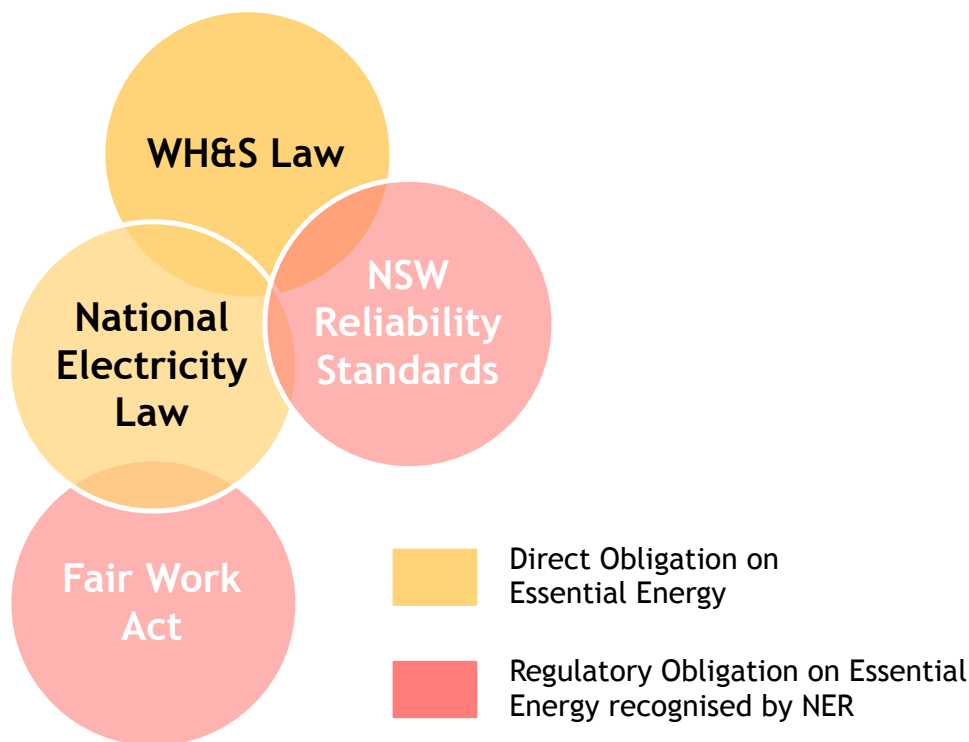 WH&S Law
NSW
Reliability
Standards
National
Electricity
Law
Fair Work
Act
Direct Obligation on
Essential Energy
Regulatory Obligation on Essential
Energy recognised by NER